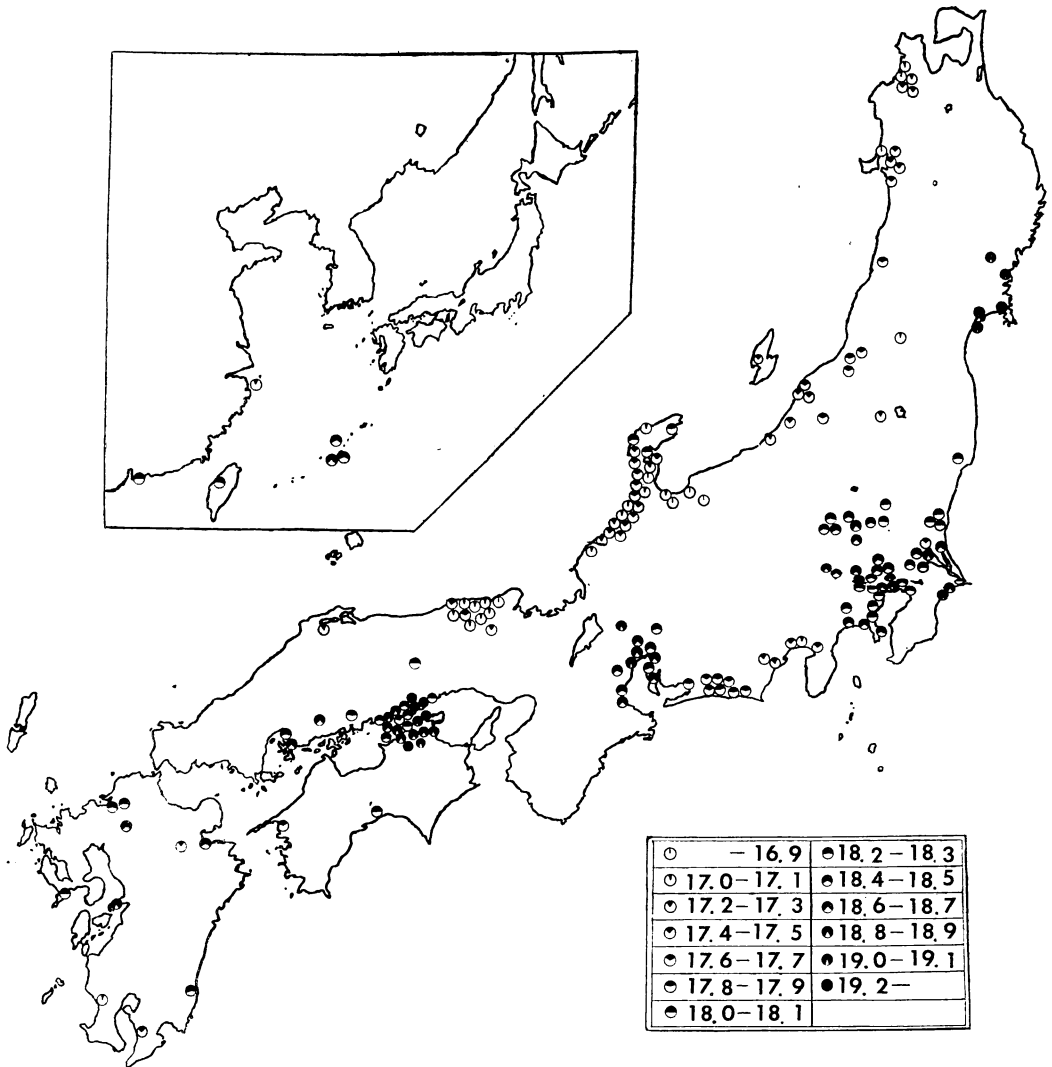 — 16.9 18.2 — 18.3
17.0 — 17.1 18.4 — 18.5
17.2 — 17.3 18.6 — 18.7
17.4 — 17.5 18.8 — 18.9
17.6 — 17.7 19.0 — 19.1
17.8 — 17.9 19.2 —
18.0 — 18.1